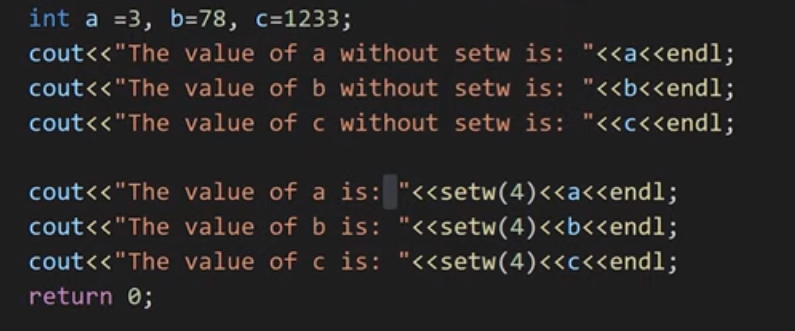 int a =3, b=78, c=1233;
cout<<"The value of a without setw is: "<<a<<endl;
cout<<"The value of b without setw is: "<<b<<endl;
cout<<"The value of c without setw is: "<<c<<endl;
cout<<"The value of a is: "<<setw(4)<<a<<endl;
cout<<"The value of b is: "<<setw(4)<<b<<endl;
cout<<"The value of c is: "<<setw(4)<<c<<endl;
return 0;